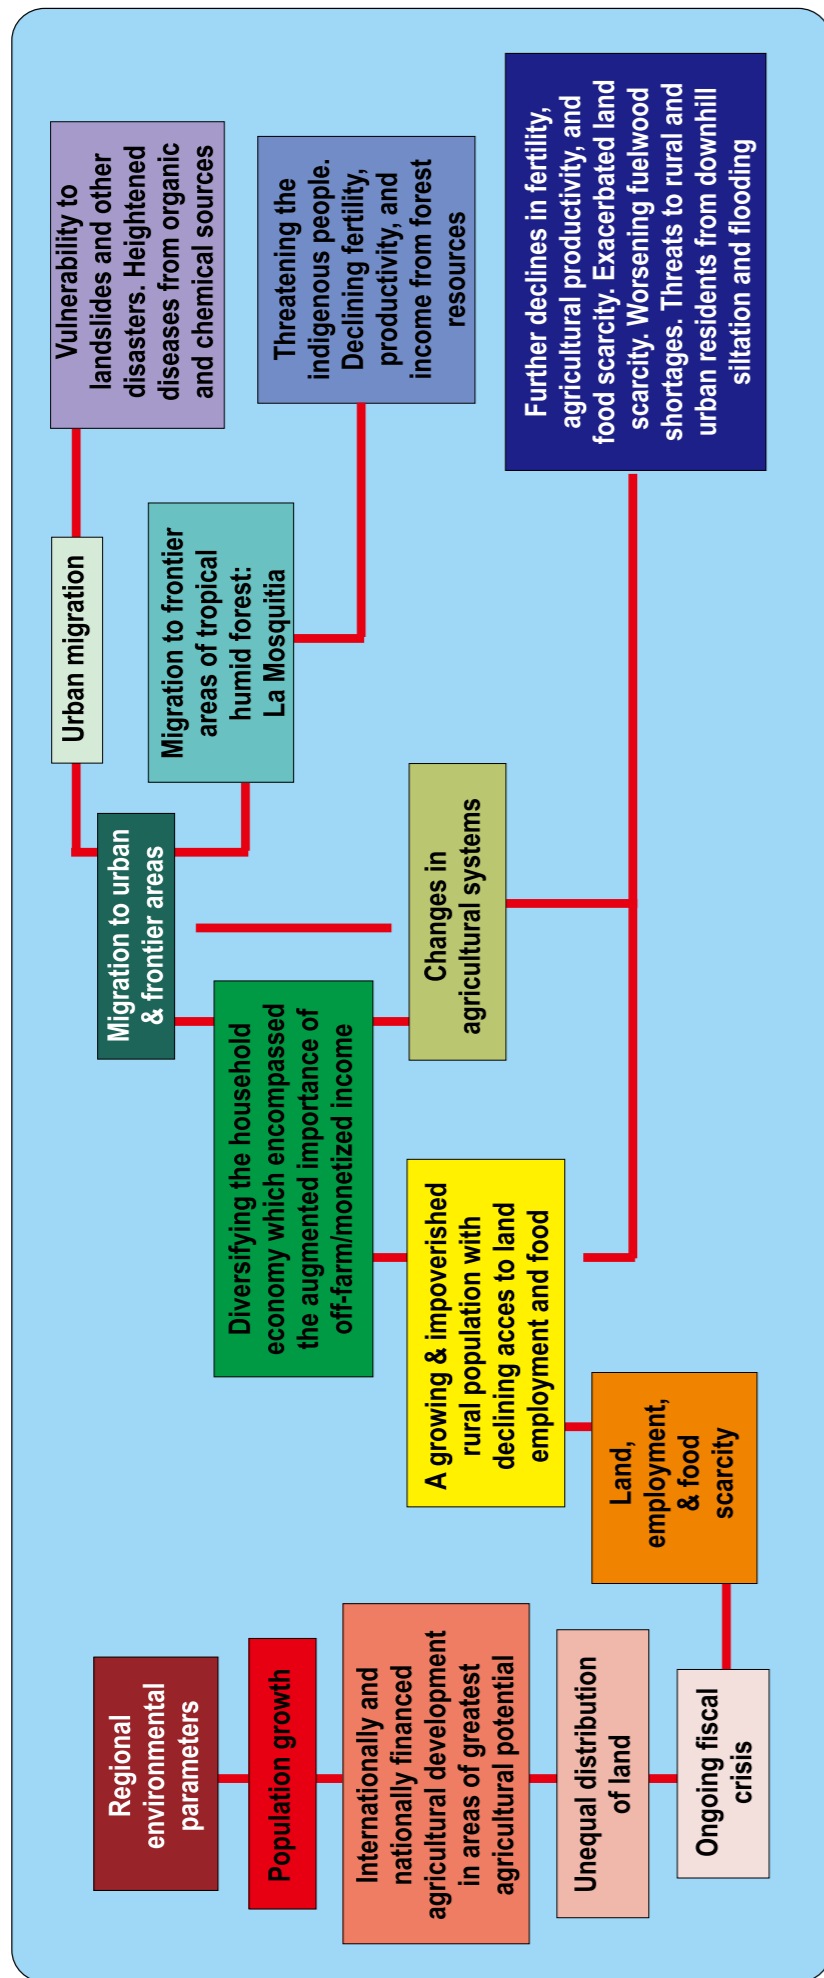 Regional
environmental
parameters
Population growth
Internationally and
nationally financed
agricultural development
in areas of greatest
agricultural potential
Unequal distribution
of land
Ongoing fiscal
crisis
Land,
employment,
& food
scarcity
A growing & impoverished
rural population with
declining acces to land
employment and food
Diversifying the household
economy which encompassed
the augmented importance of
off-farm/monetized income
Migration to urban
& frontier areas
Changes in
agricultural systems
Urban migration
Migration to frontier
areas of tropical
humid forest:
La Mosquitia
Vulnerability to
landslides and other
disasters. Heightened
diseases from organic
and chemical sources
Threatening the
indigenous people.
Declining fertility,
productivity, and
income from forest
resources
Further declines in fertility,
agricultural productivity, and
food scarcity. Exacerbated land
scarcity. Worsening fuelwood
shortages. Threats to rural and
urban residents from downhill
siltation and flooding